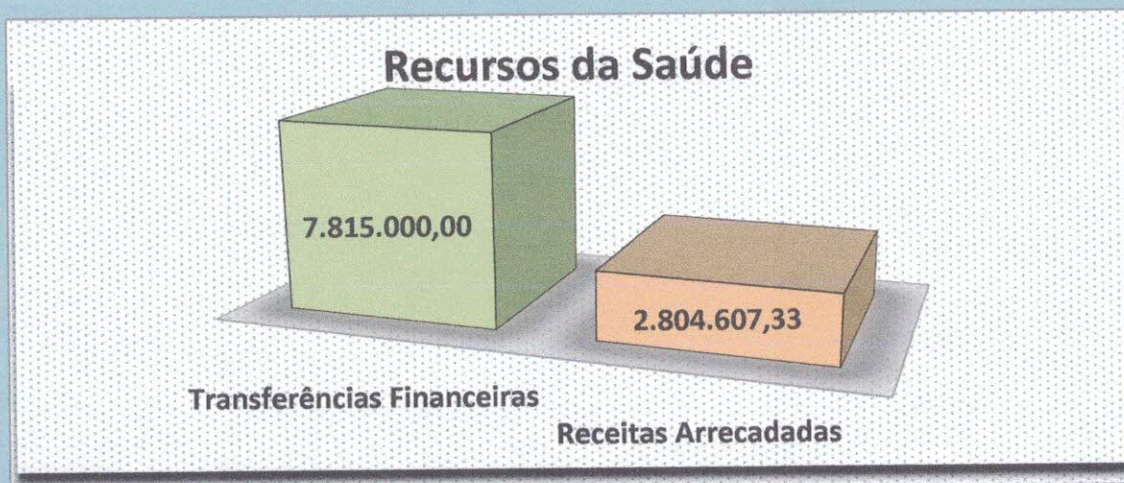 Recursos da Saúde
7.815.000,00
2.804.607,33
Transferências Financeiras
Receitas Arrecadadas